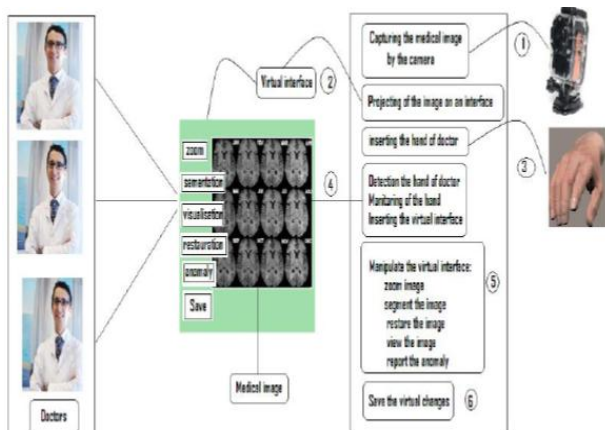 Doctors
Virtual interface
2
zoom
sementation
visualisation
restauration
anomaly
Save
4
Medical image
Capturing the medical image
by the camera
1
Projecting of the image on an interface
inserting the hand of doctor
3
Detection the hand of doctor
Monitaring of the hand
Inserting the virtual interface
Manipulate the virtual interface:
zoom image
segment the image
restore the image
view the image
report the anomaly
5
Save the virtual changes
6